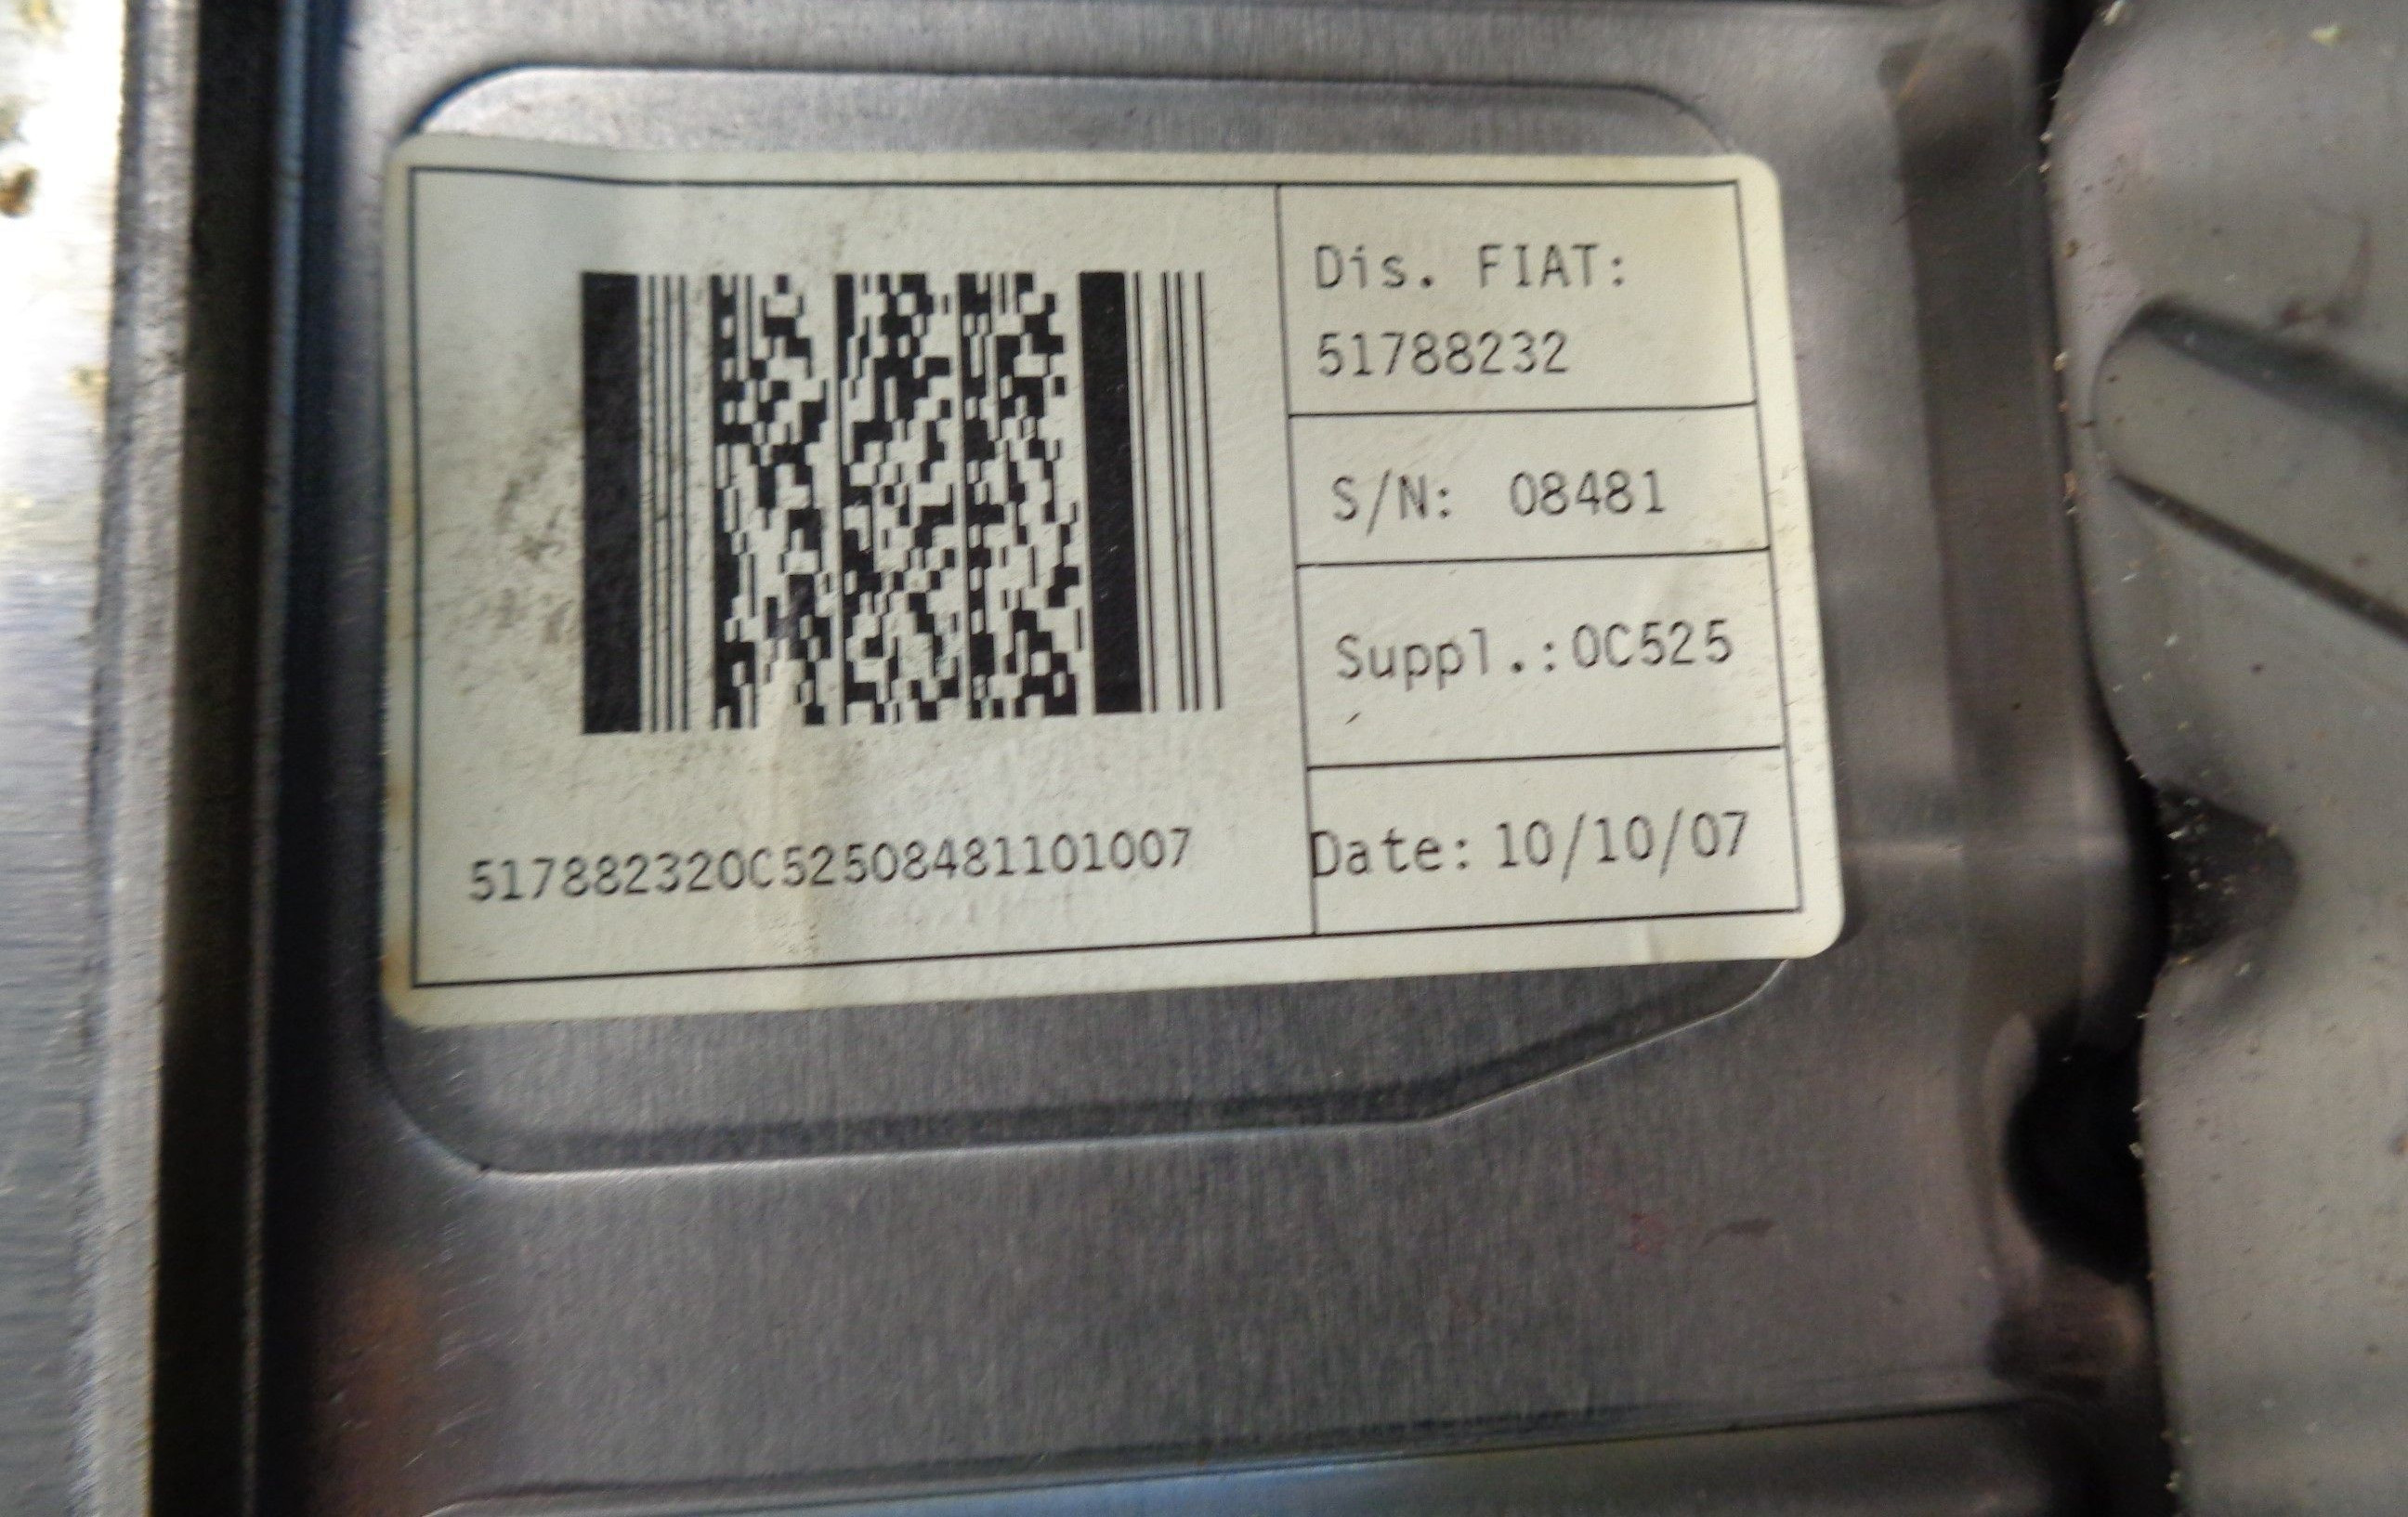 Dis. FIAT:
51788232
S/N: 08481
Suppl.:0C525
Date: 10/10/07
517882320C52508481101007